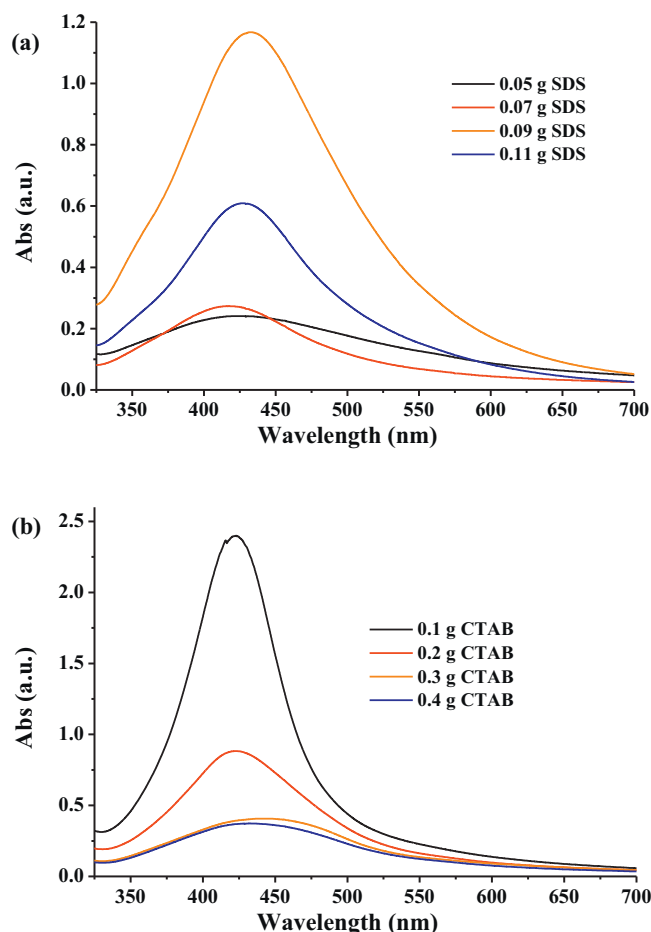 (a)
1.2
1.0
0.8
0.6
0.4
0.2
0.0
Abs (a.u.)
0.05 g SDS
0.07 g SDS
0.09 g SDS
0.11 g SDS
350 400 450 500 550 600 650 700
Wavelength (nm)
(b)
2.5
2.0
1.5
1.0
0.5
0.0
Abs (a.u.)
0.1 g CTAB
0.2 g CTAB
0.3 g CTAB
0.4 g CTAB
350 400 450 500 550 600 650 700
Wavelength (nm)